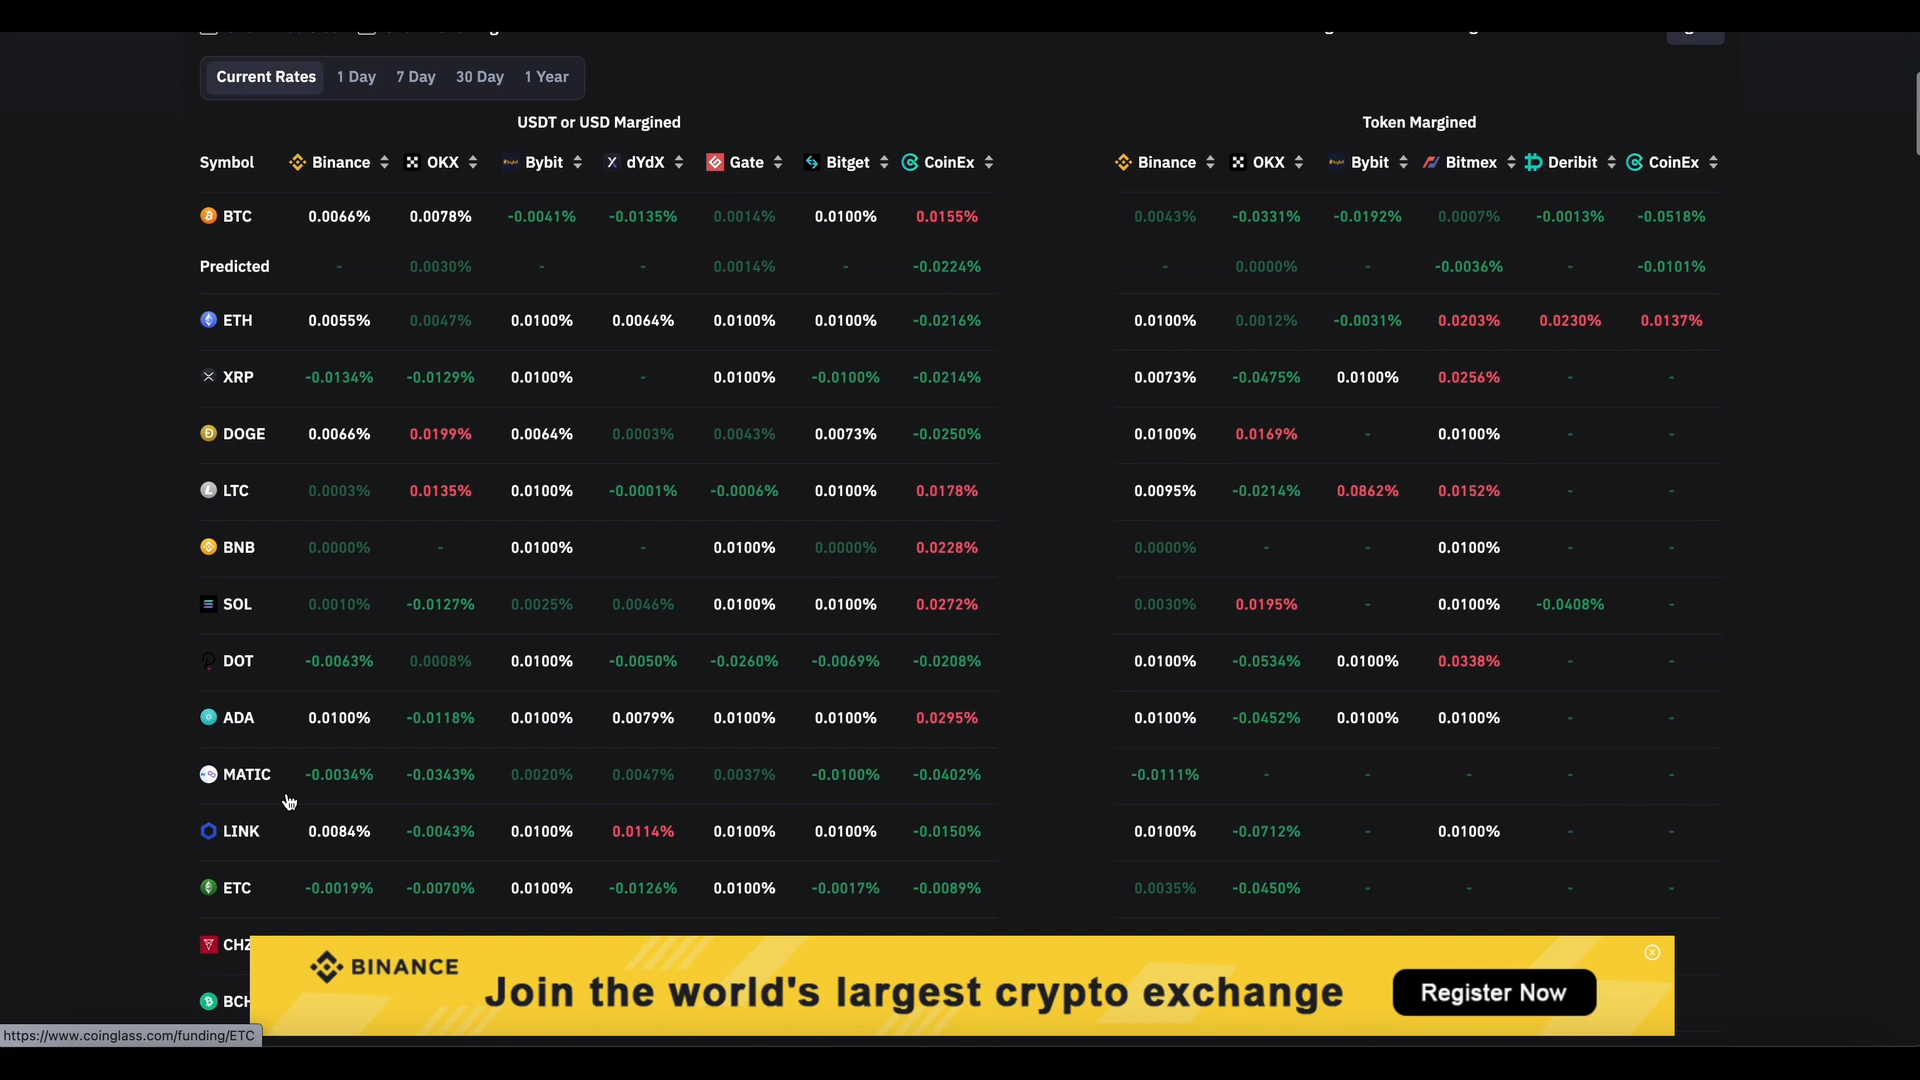 Current Rates 1 Day 7 Day 30 Day 1 Year
USDT or USD Margined Token Margined
Symbol Binance OKX Bybit dYdX Gate Bitget CoinEx Binance OKX Bybit Bitmex Deribit CoinEx
BTC 0.0066% 0.0078% -0.0041% -0.0135% 0.0014% 0.0100% 0.0155% 0.0043% -0.0331% -0.0192% 0.0007% -0.0013% -0.0518%
Predicted - 0.0030% - - 0.0014% - -0.0224% - 0.0000% - -0.0036% - -0.0101%
ETH 0.0055% 0.0047% 0.0100% 0.0064% 0.0100% 0.0100% -0.0216% 0.0100% 0.0012% -0.0031% 0.0203% 0.0230% 0.0137%
XRP -0.0134% -0.0129% 0.0100% - 0.0100% -0.0100% -0.0214% 0.0073% -0.0475% 0.0100% 0.0256% - -
DOGE 0.0066% 0.0199% 0.0064% 0.0003% 0.0043% 0.0073% -0.0250% 0.0100% 0.0169% - 0.0100% - -
LTC 0.0003% 0.0135% 0.0100% -0.0001% -0.0006% 0.0100% 0.0178% 0.0095% -0.0214% 0.0862% 0.0152% - -
BNB 0.0000% - 0.0100% - 0.0100% 0.0000% 0.0228% 0.0000% - - 0.0100% - -
SOL 0.0010% -0.0127% 0.0025% 0.0046% 0.0100% 0.0100% 0.0272% 0.0030% 0.0195% - 0.0100% -0.0408% -
DOT -0.0063% 0.0008% 0.0100% -0.0050% -0.0260% -0.0069% -0.0208% 0.0100% -0.0534% 0.0100% 0.0338% - -
ADA 0.0100% -0.0118% 0.0100% 0.0079% 0.0100% 0.0100% 0.0295% 0.0100% -0.0452% 0.0100% 0.0100% - -
MATIC -0.0034% -0.0343% 0.0020% 0.0047% 0.0037% -0.0100% -0.0402% -0.0111% - - - - -
LINK 0.0084% -0.0043% 0.0100% 0.0114% 0.0100% 0.0100% -0.0150% 0.0100% -0.0712% - 0.0100% - -
ETC -0.0019% -0.0070% 0.0100% -0.0126% 0.0100% -0.0017% -0.0089% 0.0035% -0.0450% - - - -
CHZ
BINANCE
Join the world's largest crypto exchange Register Now
BCH
https://www.coinglass.com/funding/ETC